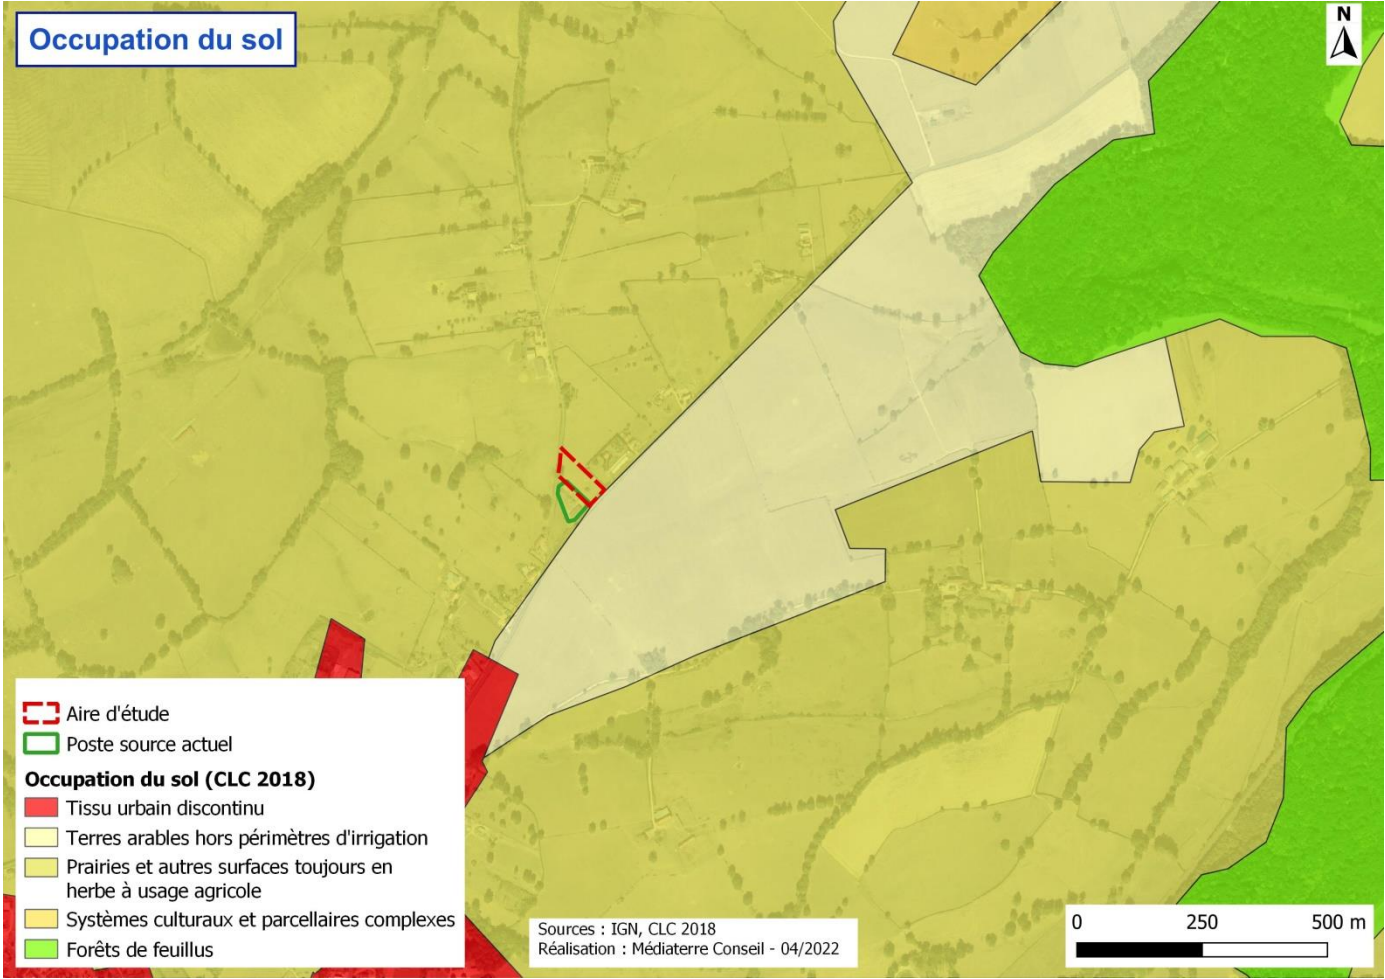 Occupation du sol
N
Aire d'étude
Poste source actuel
Occupation du sol (CLC 2018)
Tissu urbain discontinu
Terres arables hors périmètres d'irrigation
Prairies et autres surfaces toujours en
herbe à usage agricole
Systèmes culturaux et parcellaires complexes
Forêts de feuillus
Sources : IGN, CLC 2018
Réalisation : Médiaterre Conseil - 04/2022
0 250 500 m